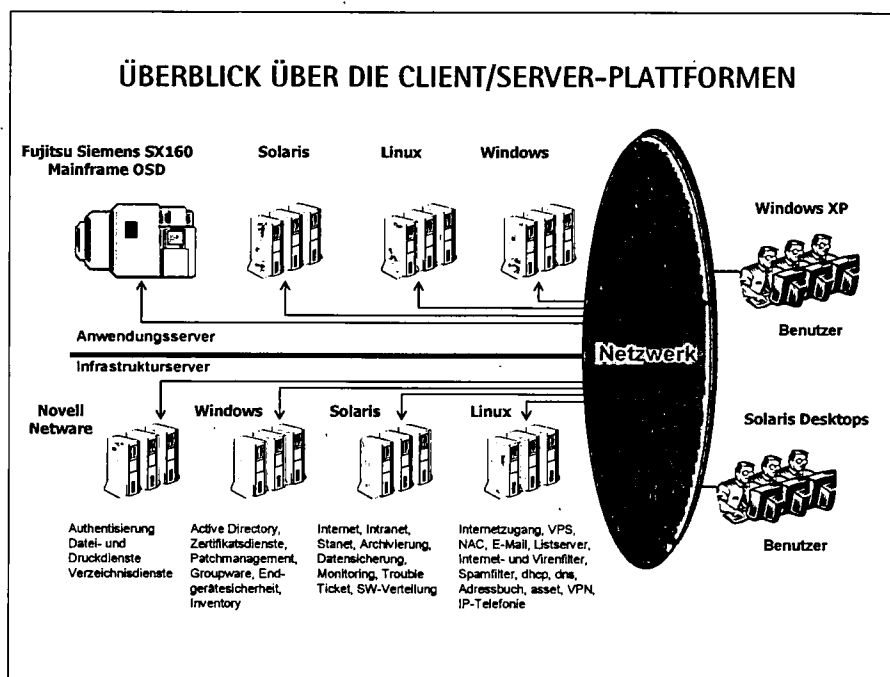 ÜBERBLICK ÜBER DIE CLIENT/SERVER-PLATTFORMEN
Fujitsu Siemens SX160
Mainframe OSD
Solaris
Linux
Windows
Windows XP
Benutzer
Anwendungsserver
Netzwerk
Infrastrukturserver
Novell
Netware
Windows
Solaris
Linux
Solaris Desktops
Benutzer
Authentisierung
Datei- und
Druckdienste
Verzeichnisdienste
Active Directory,
Zertifikatsdienste,
Patchmanagement,
Groupware, End-
gerätesicherheit,
Inventory
Internet, Intranet,
Stanet, Archivierung,
Datensicherung,
Monitoring, Trouble
Ticket, SW-Verteilung
Internetzugang, VPS,
NAC, E-Mail, Listserver,
Internet- und Virenfilter,
Spamfilter, dhcp, dns,
Adressbuch, asset, VPN,
IP-Telefonie